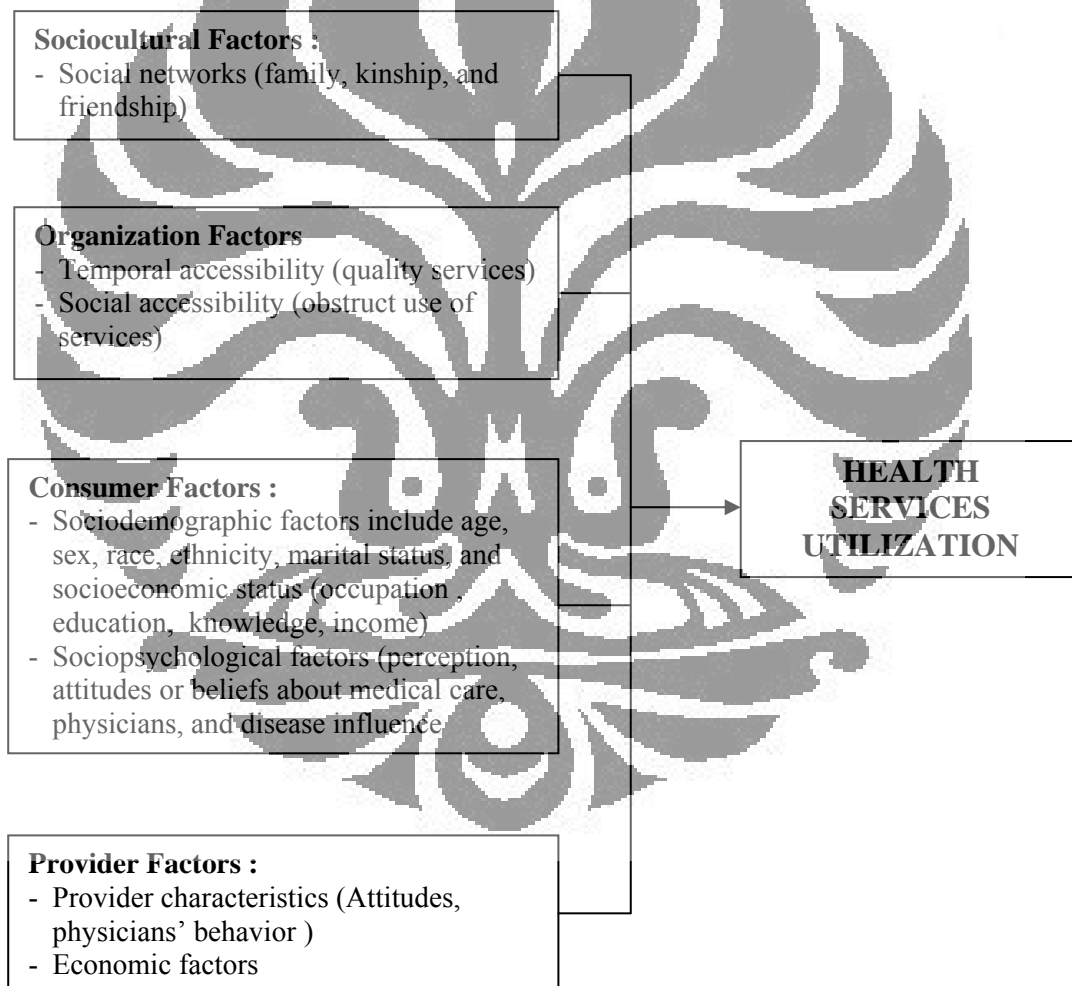 Sociocultural Factors :
- Social networks (family, kinship, and
friendship)
Organization Factors
- Temporal accessibility (quality services)
- Social accessibility (obstruct use of
services)
Consumer Factors :
- Sociodemographic factors include age,
sex, race, ethnicity, marital status, and
socioeconomic status (occupation ,
education, knowledge, income)
- Sociopsychological factors (perception,
attitudes or beliefs about medical care,
physicians, and disease influence
Provider Factors :
- Provider characteristics (Attitudes,
physicians’ behavior )
- Economic factors
HEALTH
SERVICES
UTILIZATION